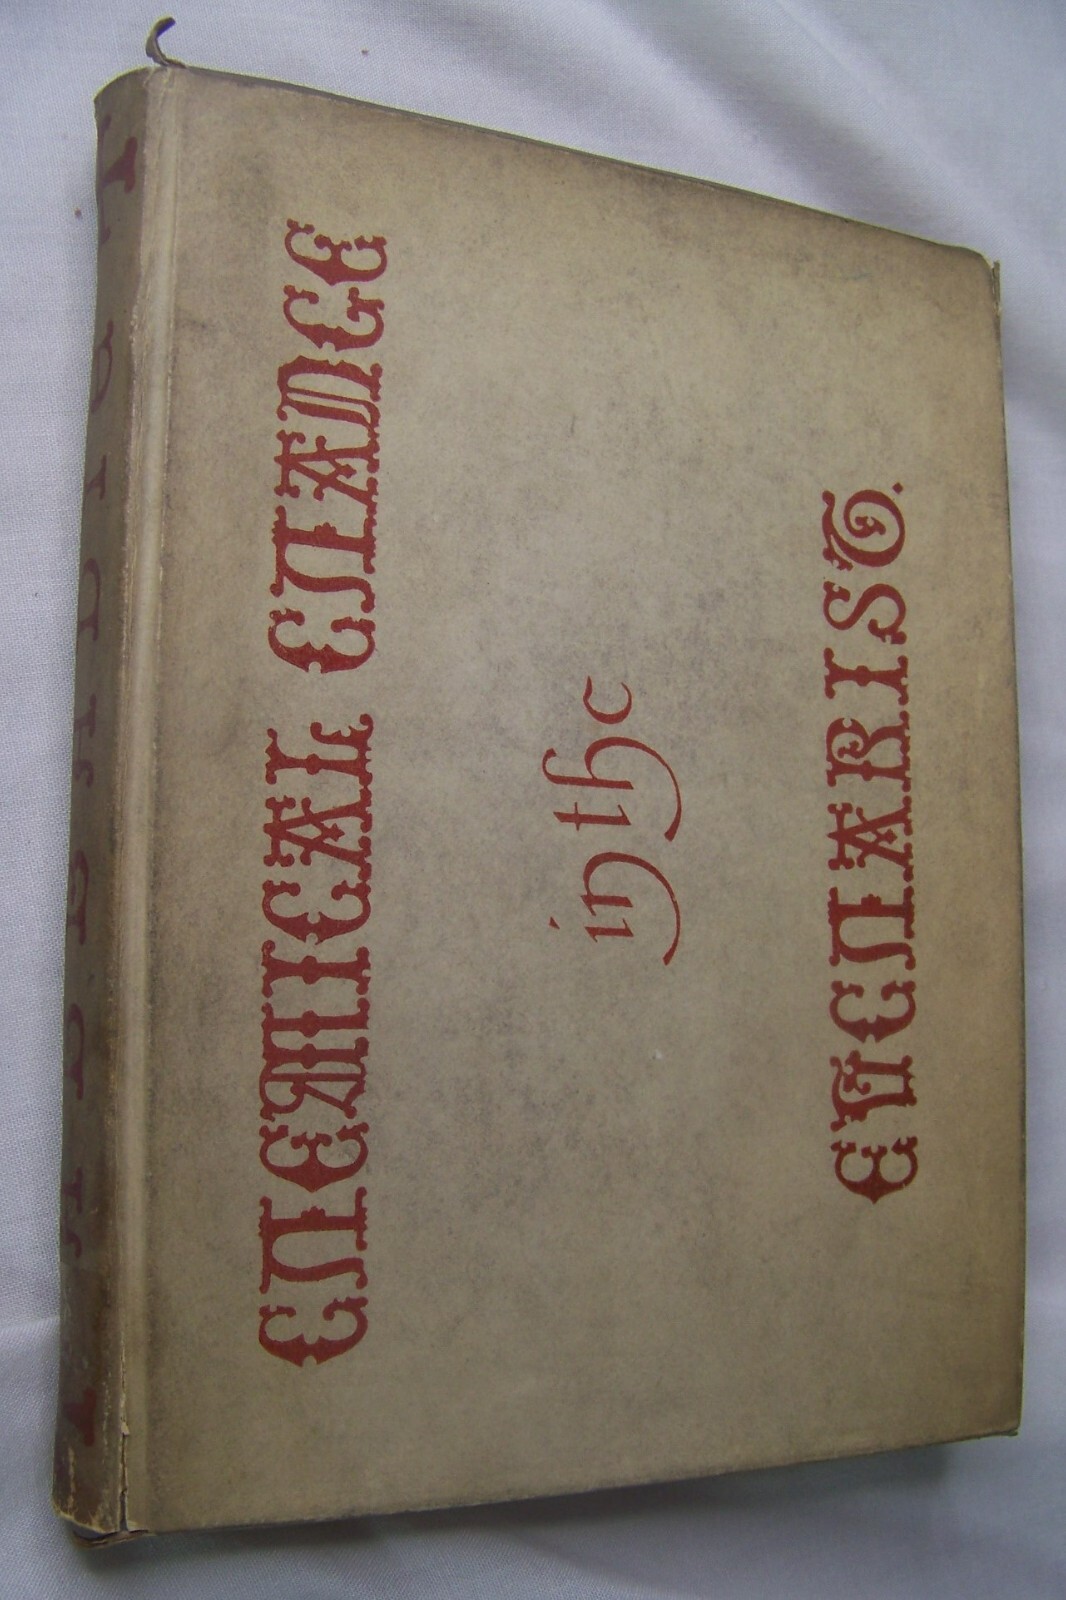 CHEMICAL CHANGE
in the
EUCHARIST.